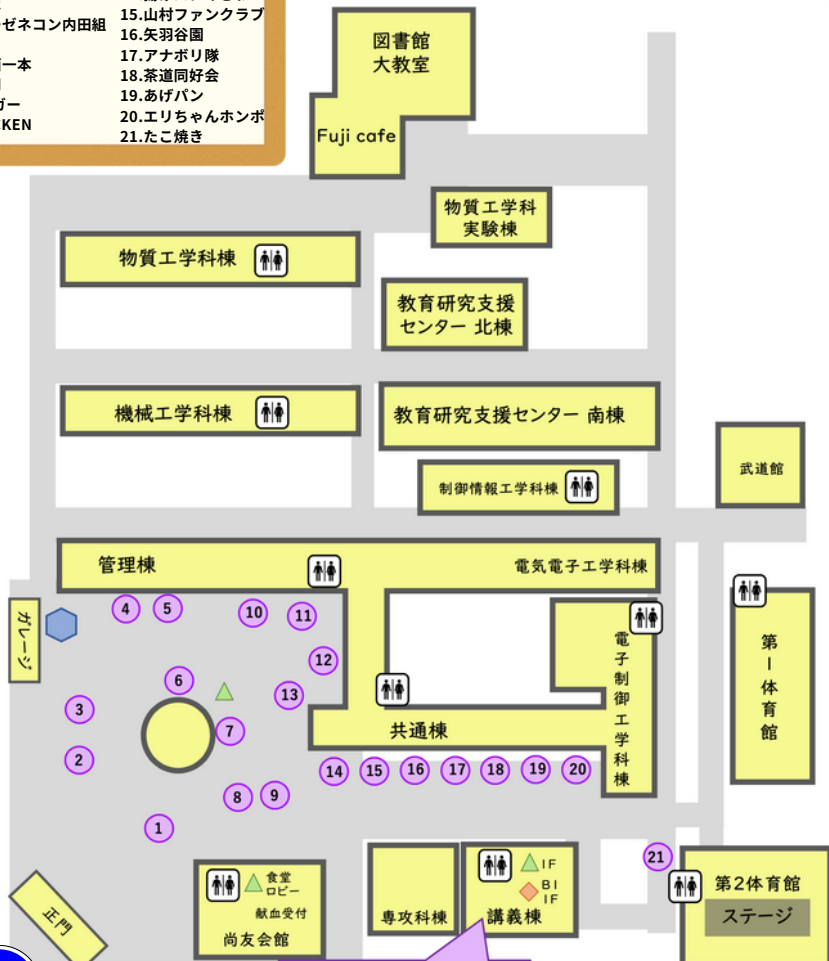 ゼネコン内田組
一本
ガー
KEN
15.山村ファンクラブ
16.矢羽谷園
17.アナボリ隊
18.茶道同好会
19.あげパン
20.エリちゃんホンポ
21.たこ焼き
図書館
大教室
Fuji cafe
物質工学科
実験棟
物質工学科棟
教育研究支援
センター 北棟
機械工学科棟
教育研究支援センター 南棟
制御情報工学科棟
武道館
管理棟
電気電子工学科棟
ガレージ
4
5
10
11
12
6
13
3
7
2
電子制御工学科棟
第1体育館
共通棟
14
15
16
17
18
19
20
8
9
1
21
正門
食堂
ロビー
献血受付
尚友会館
専攻科棟
1F
B1
1F
講義棟
第2体育館
ステージ